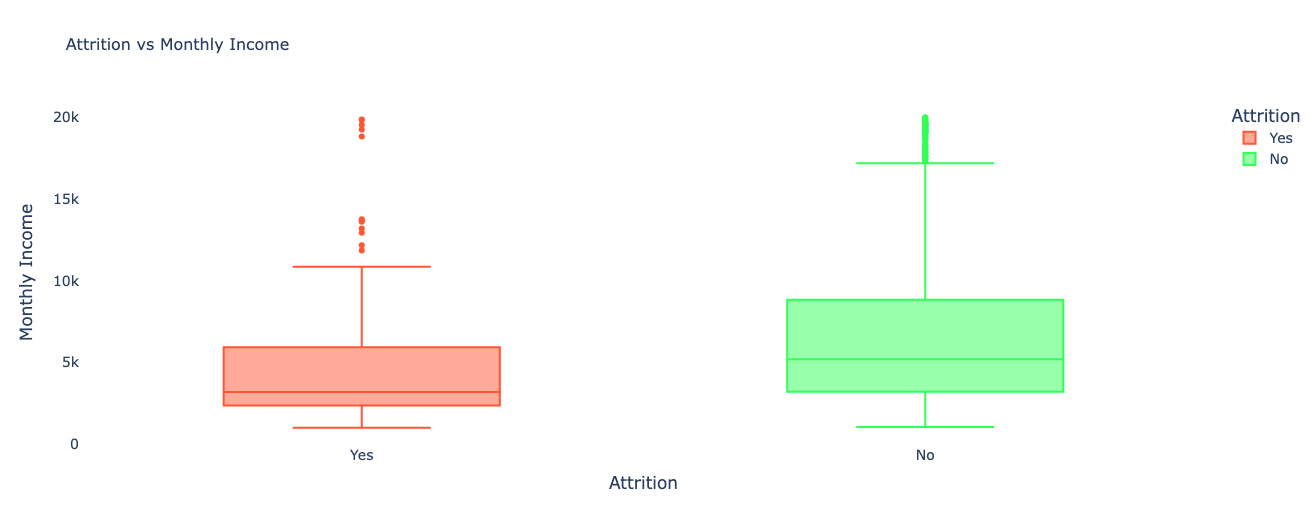 Attrition vs Monthly Income
20k
15k
10k
5k
0
Monthly Income
Yes
No
Attrition
Attrition
Yes
No